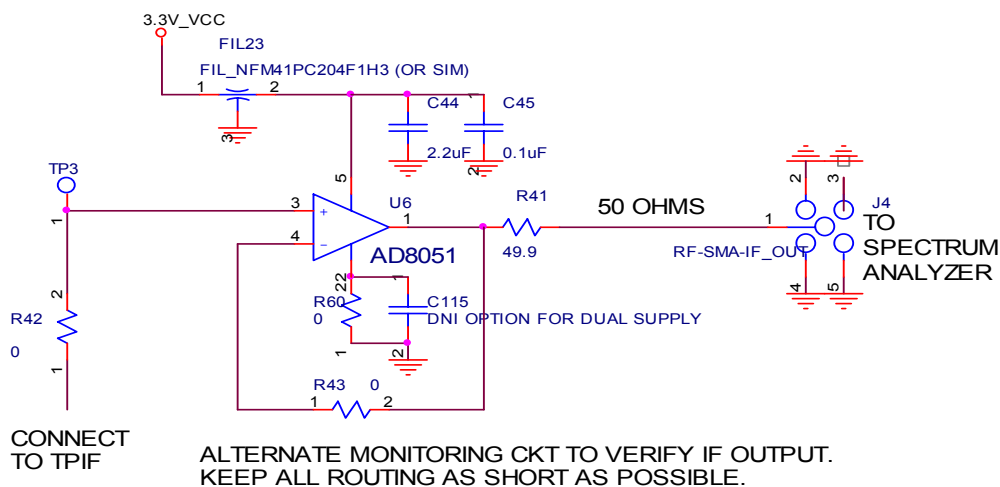 3.3V_VCC
FIL23
FIL_NFM41PC204F1H3 (OR SIM)
1
2
3
C44
C45
1
2.2uF
0.1uF
2
TP3
1
5
3
+
U6
1
4
-
AD8051
R41
49.9
50 OHMS
2
3
1
J4
TO
SPECTRUM
ANALYZER
RF-SMA-IF_OUT
4
5
2
R42
0
1
22
R60
0
1
1
C115
DNI OPTION FOR DUAL SUPPLY
2
R43
0
1
2
CONNECT
TO TPIF
ALTERNATE MONITORING CKT TO VERIFY IF OUTPUT.
KEEP ALL ROUTING AS SHORT AS POSSIBLE.